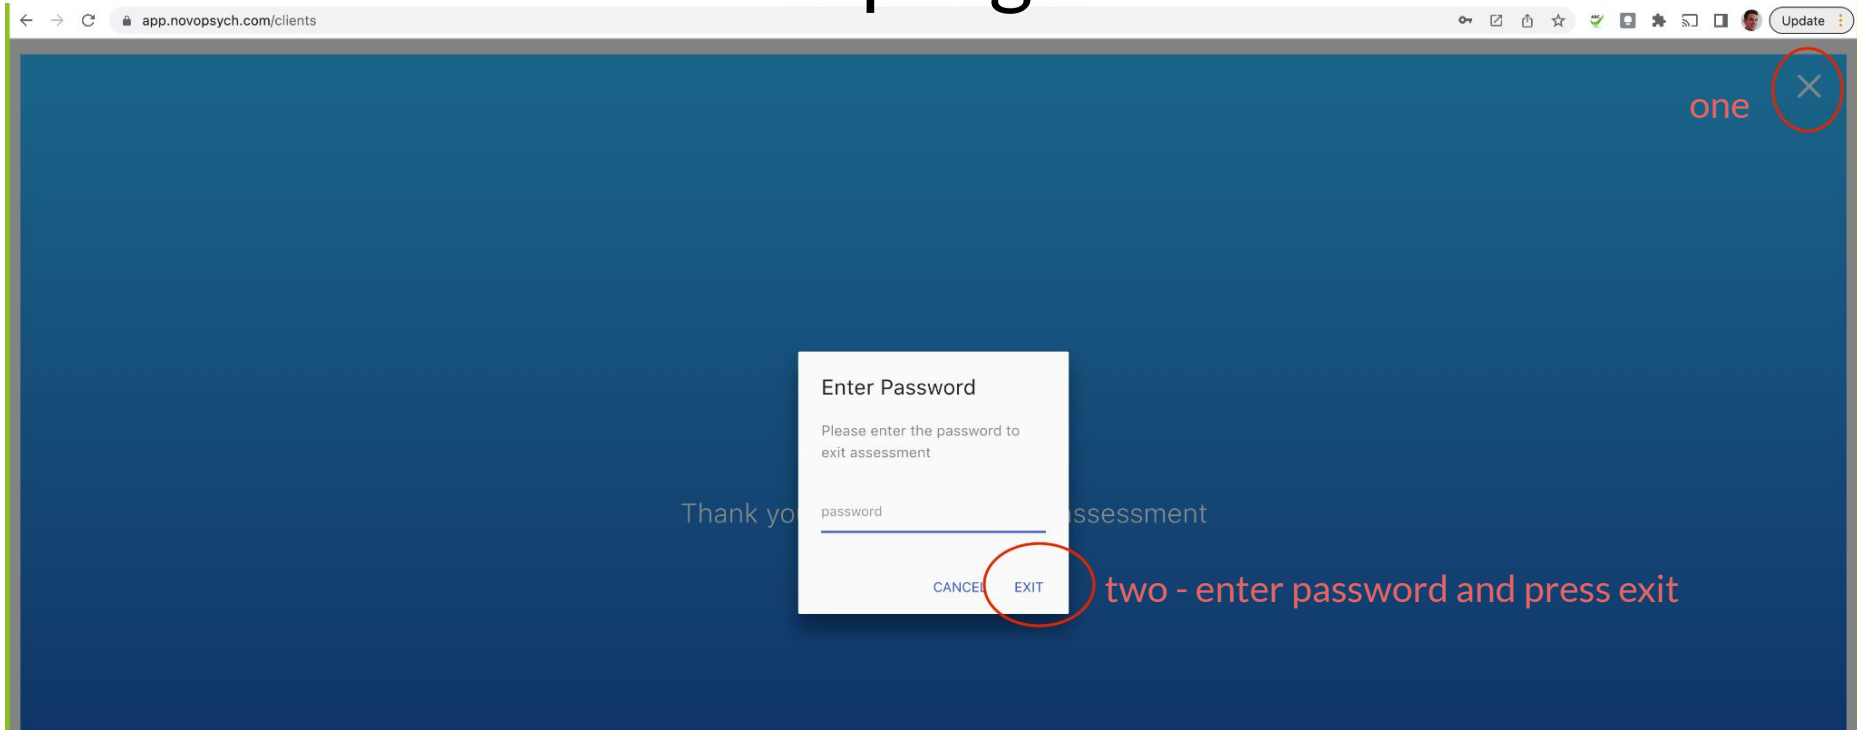 app.novopsych.com/clients
Update
one
Enter Password
Please enter the password to
exit assessment
password
Thank yo
ssessment
CANCEL EXIT
two - enter password and press exit